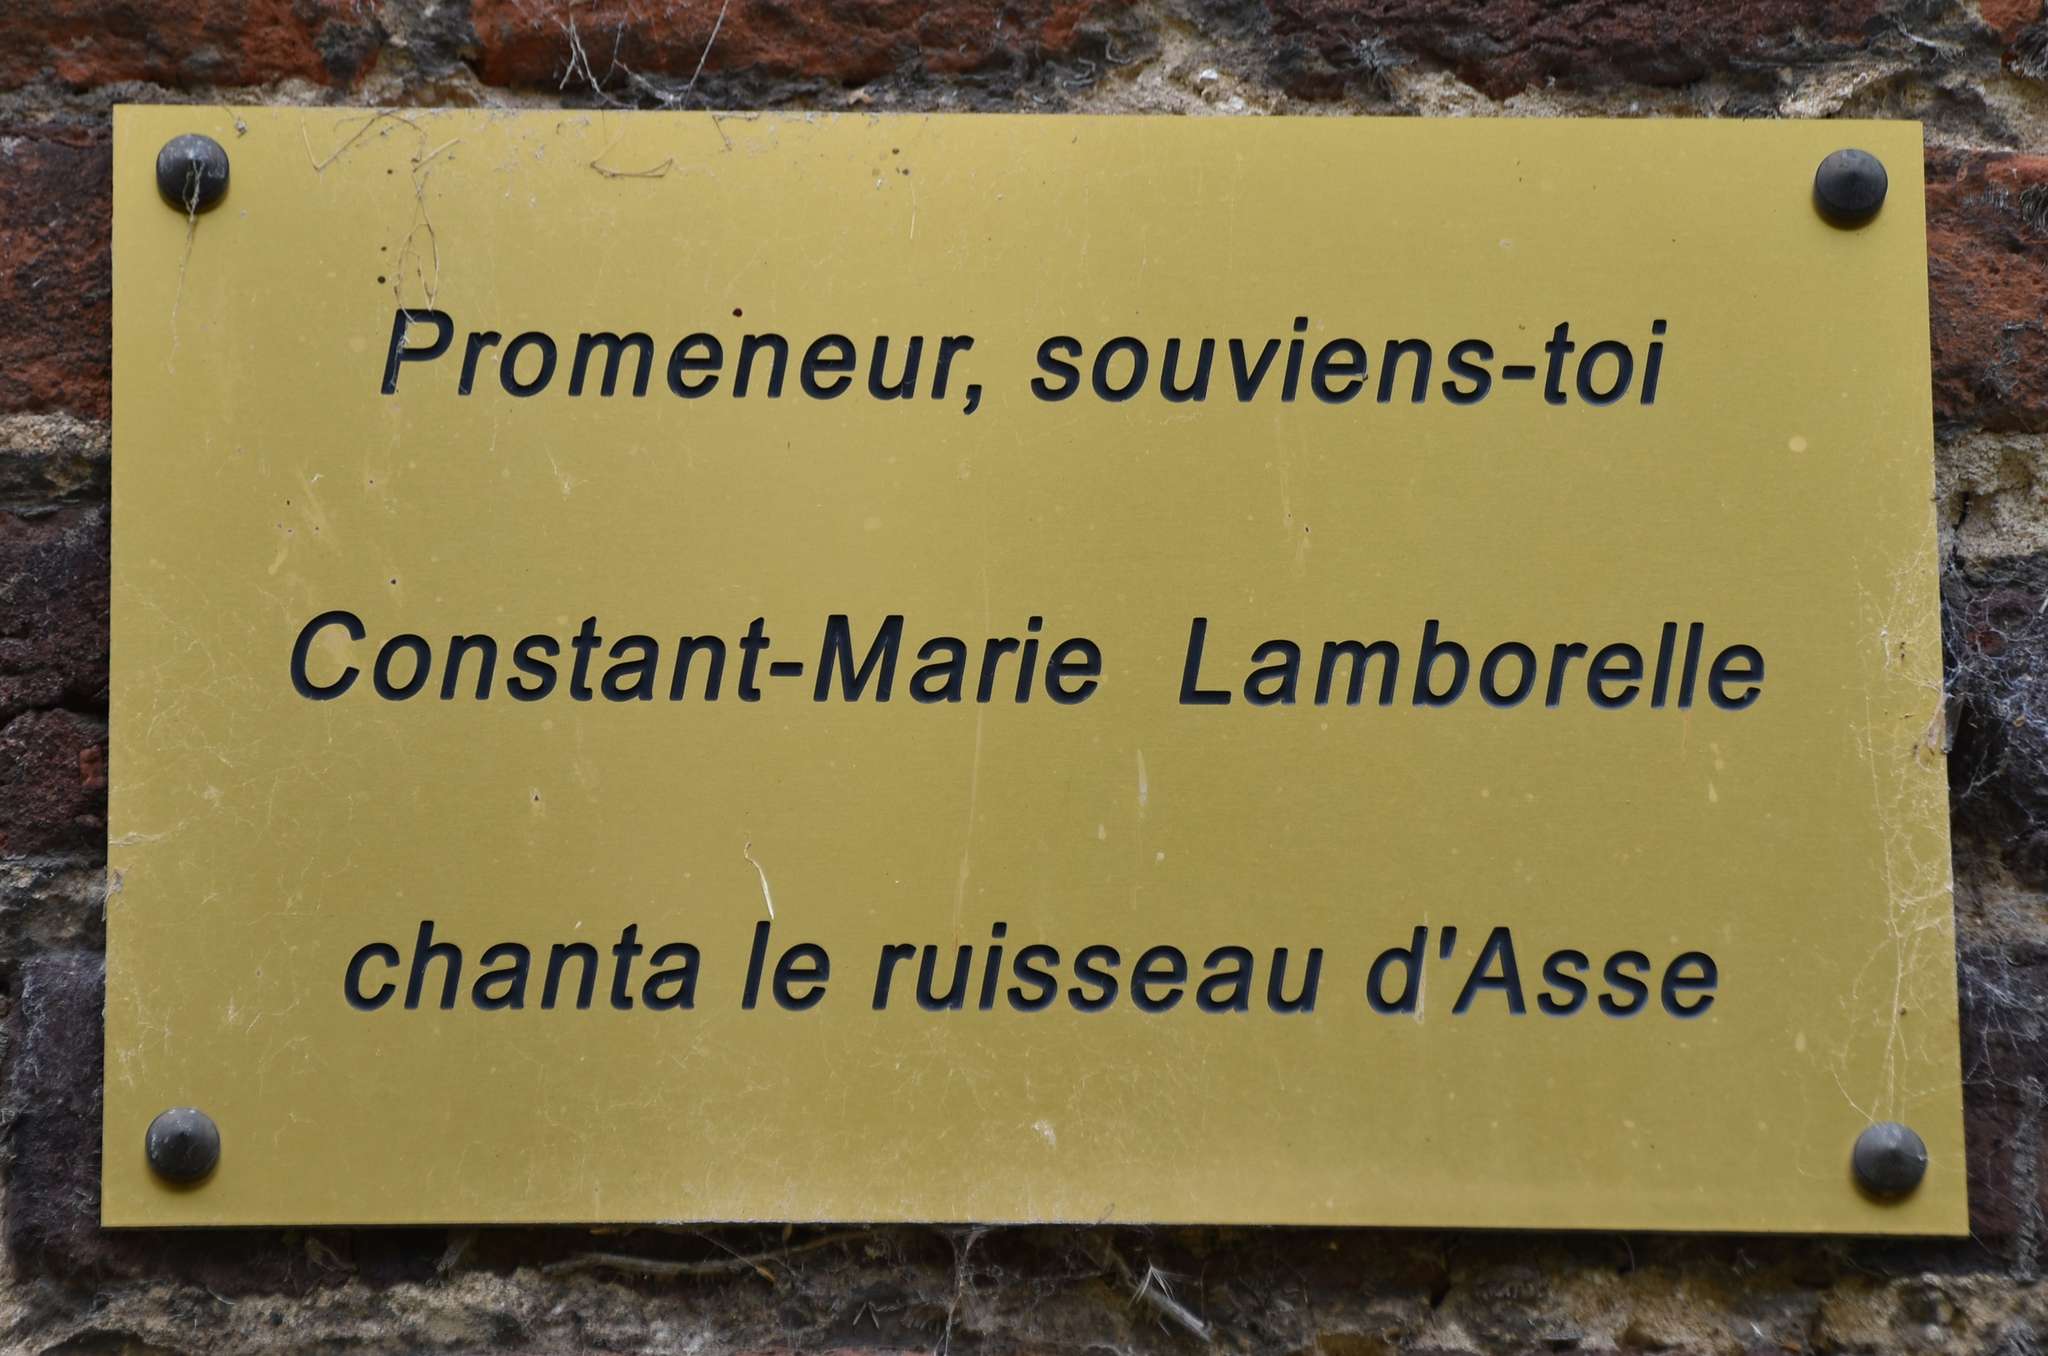 Promeneur, souviens-toi
Constant-Marie Lamborelle
chanta le ruisseau d'Asse